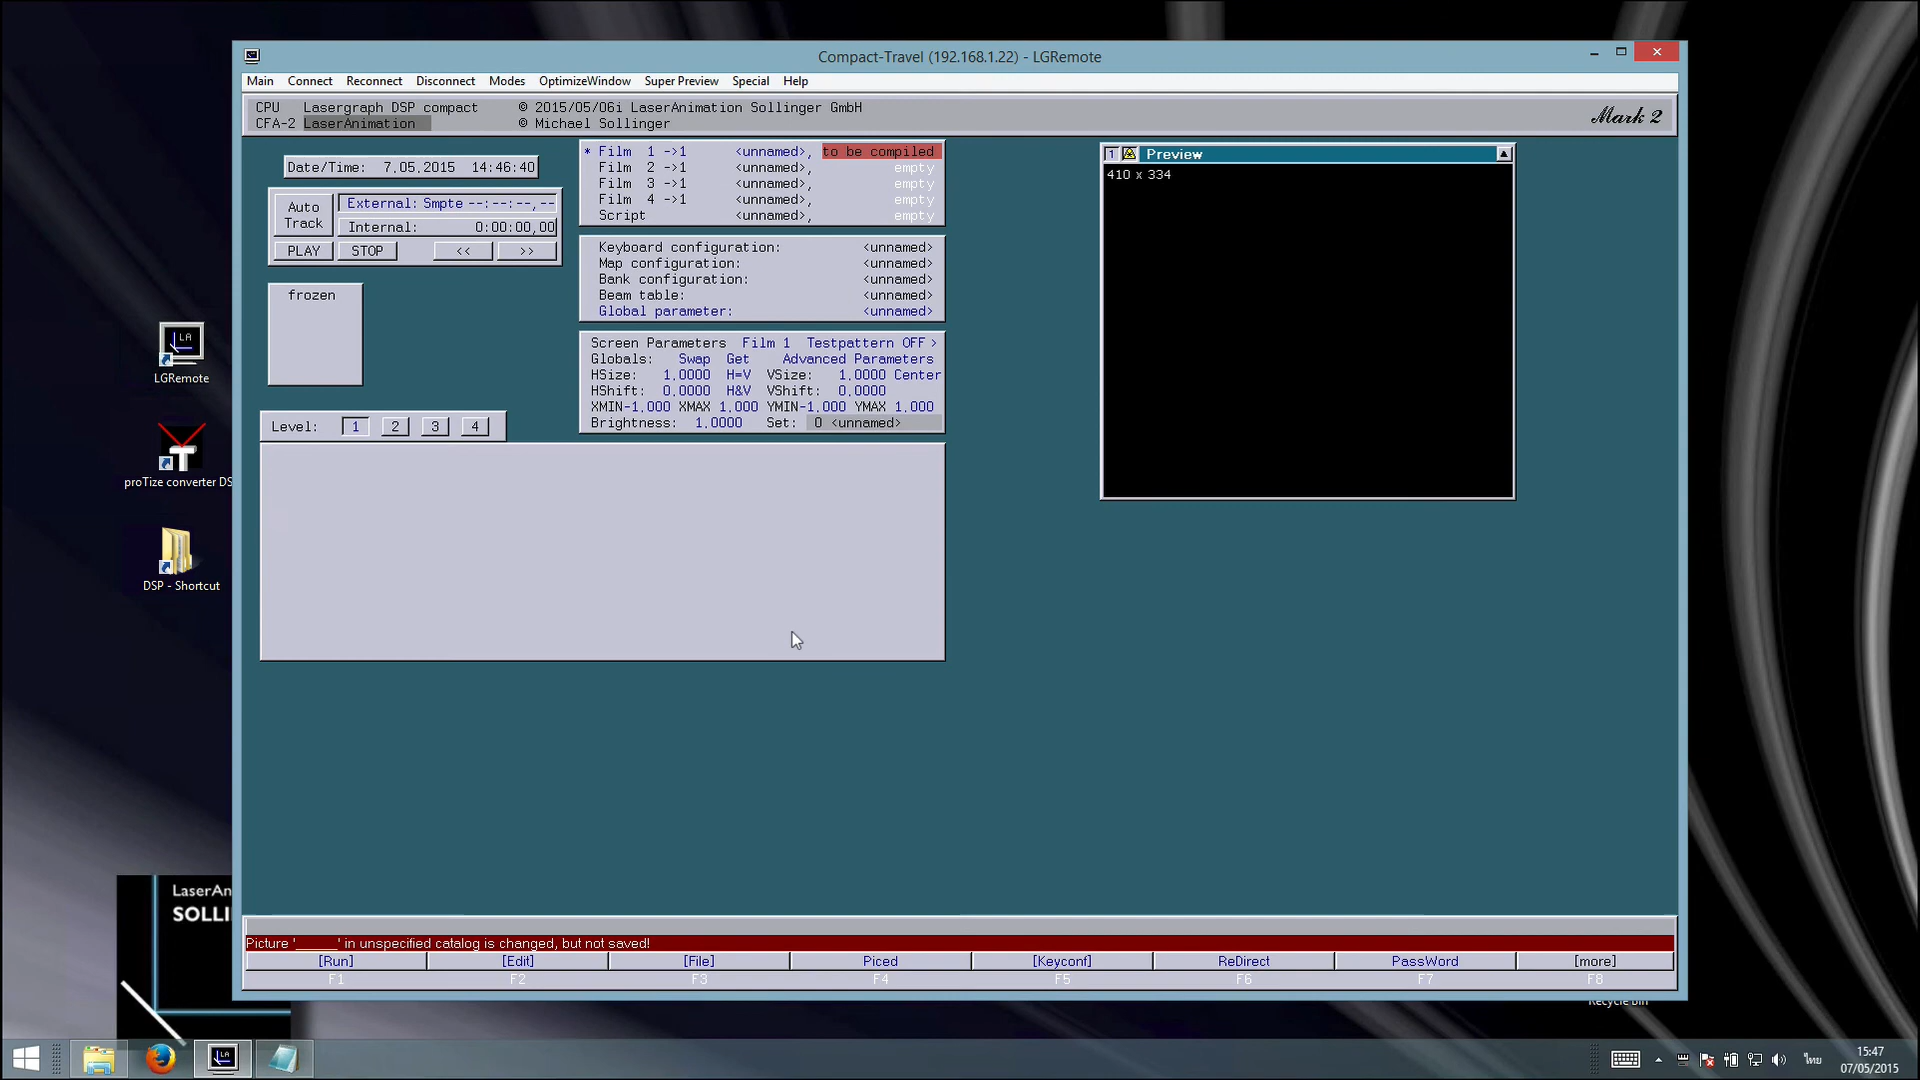 Compact-Travel (192.168.1.22) - LGRemote
Main Connect Reconnect Disconnect Modes OptimizeWindow Super Preview Special Help
CPU Lasergraph DSP compact © 2015/05/06i LaserAnimation Sollinger GmbH
CFA-2 LaserAnimation © Michael Sollinger
Mark 2
Date/Time: 7.05.2015 14:46:40
Auto Track
External: Smpte --:--:--,--
Internal: 0:00:00,00
PLAY STOP << >>
frozen
Level: 1 2 3 4
* Film 1 ->1 <unnamed>, to be compiled
Film 2 ->1 <unnamed>, empty
Film 3 ->1 <unnamed>, empty
Film 4 ->1 <unnamed>, empty
Script <unnamed>, empty
Keyboard configuration: <unnamed>
Map configuration: <unnamed>
Bank configuration: <unnamed>
Beam table: <unnamed>
Global parameter: <unnamed>
Screen Parameters Film 1 Testpattern OFF >
Globals: Swap Get Advanced Parameters
HSize: 1.0000 H=V VSize: 1.0000 Center
HShift: 0.0000 H&V VShift: 0.0000
XMIN-1.000 XMAX 1.000 YMIN-1.000 YMAX 1.000
Brightness: 1.0000 Set: 0 <unnamed>
1 Preview
410 x 334
LGRemote
proTize converter DS
DSP - Shortcut
LaserAn
SOLLI
Picture '_____' in unspecified catalog is changed, but not saved!
[Run] [Edit] [File] Piced [Keyconf] ReDirect PassWord [more]
F1 F2 F3 F4 F5 F6 F7 F8
Recycle Bin
LA
ไทย
15:47
07/05/2015